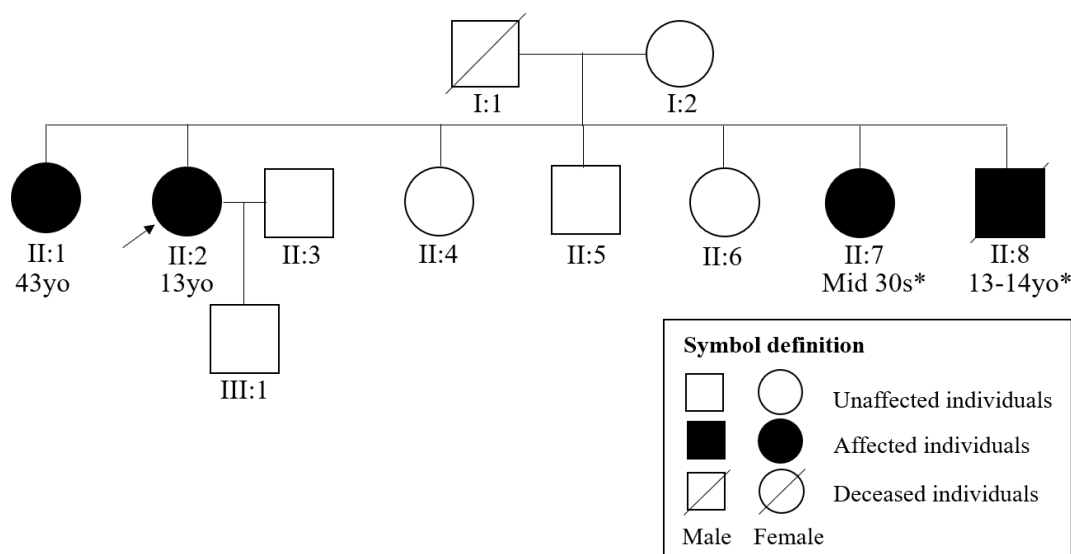 I:1
I:2
II:1
43yo
II:2
13yo
II:3
II:4
II:5
II:6
II:7
Mid 30s*
II:8
13-14yo*
III:1
Symbol definition
Unaffected individuals
Affected individuals
Deceased individuals
Male Female